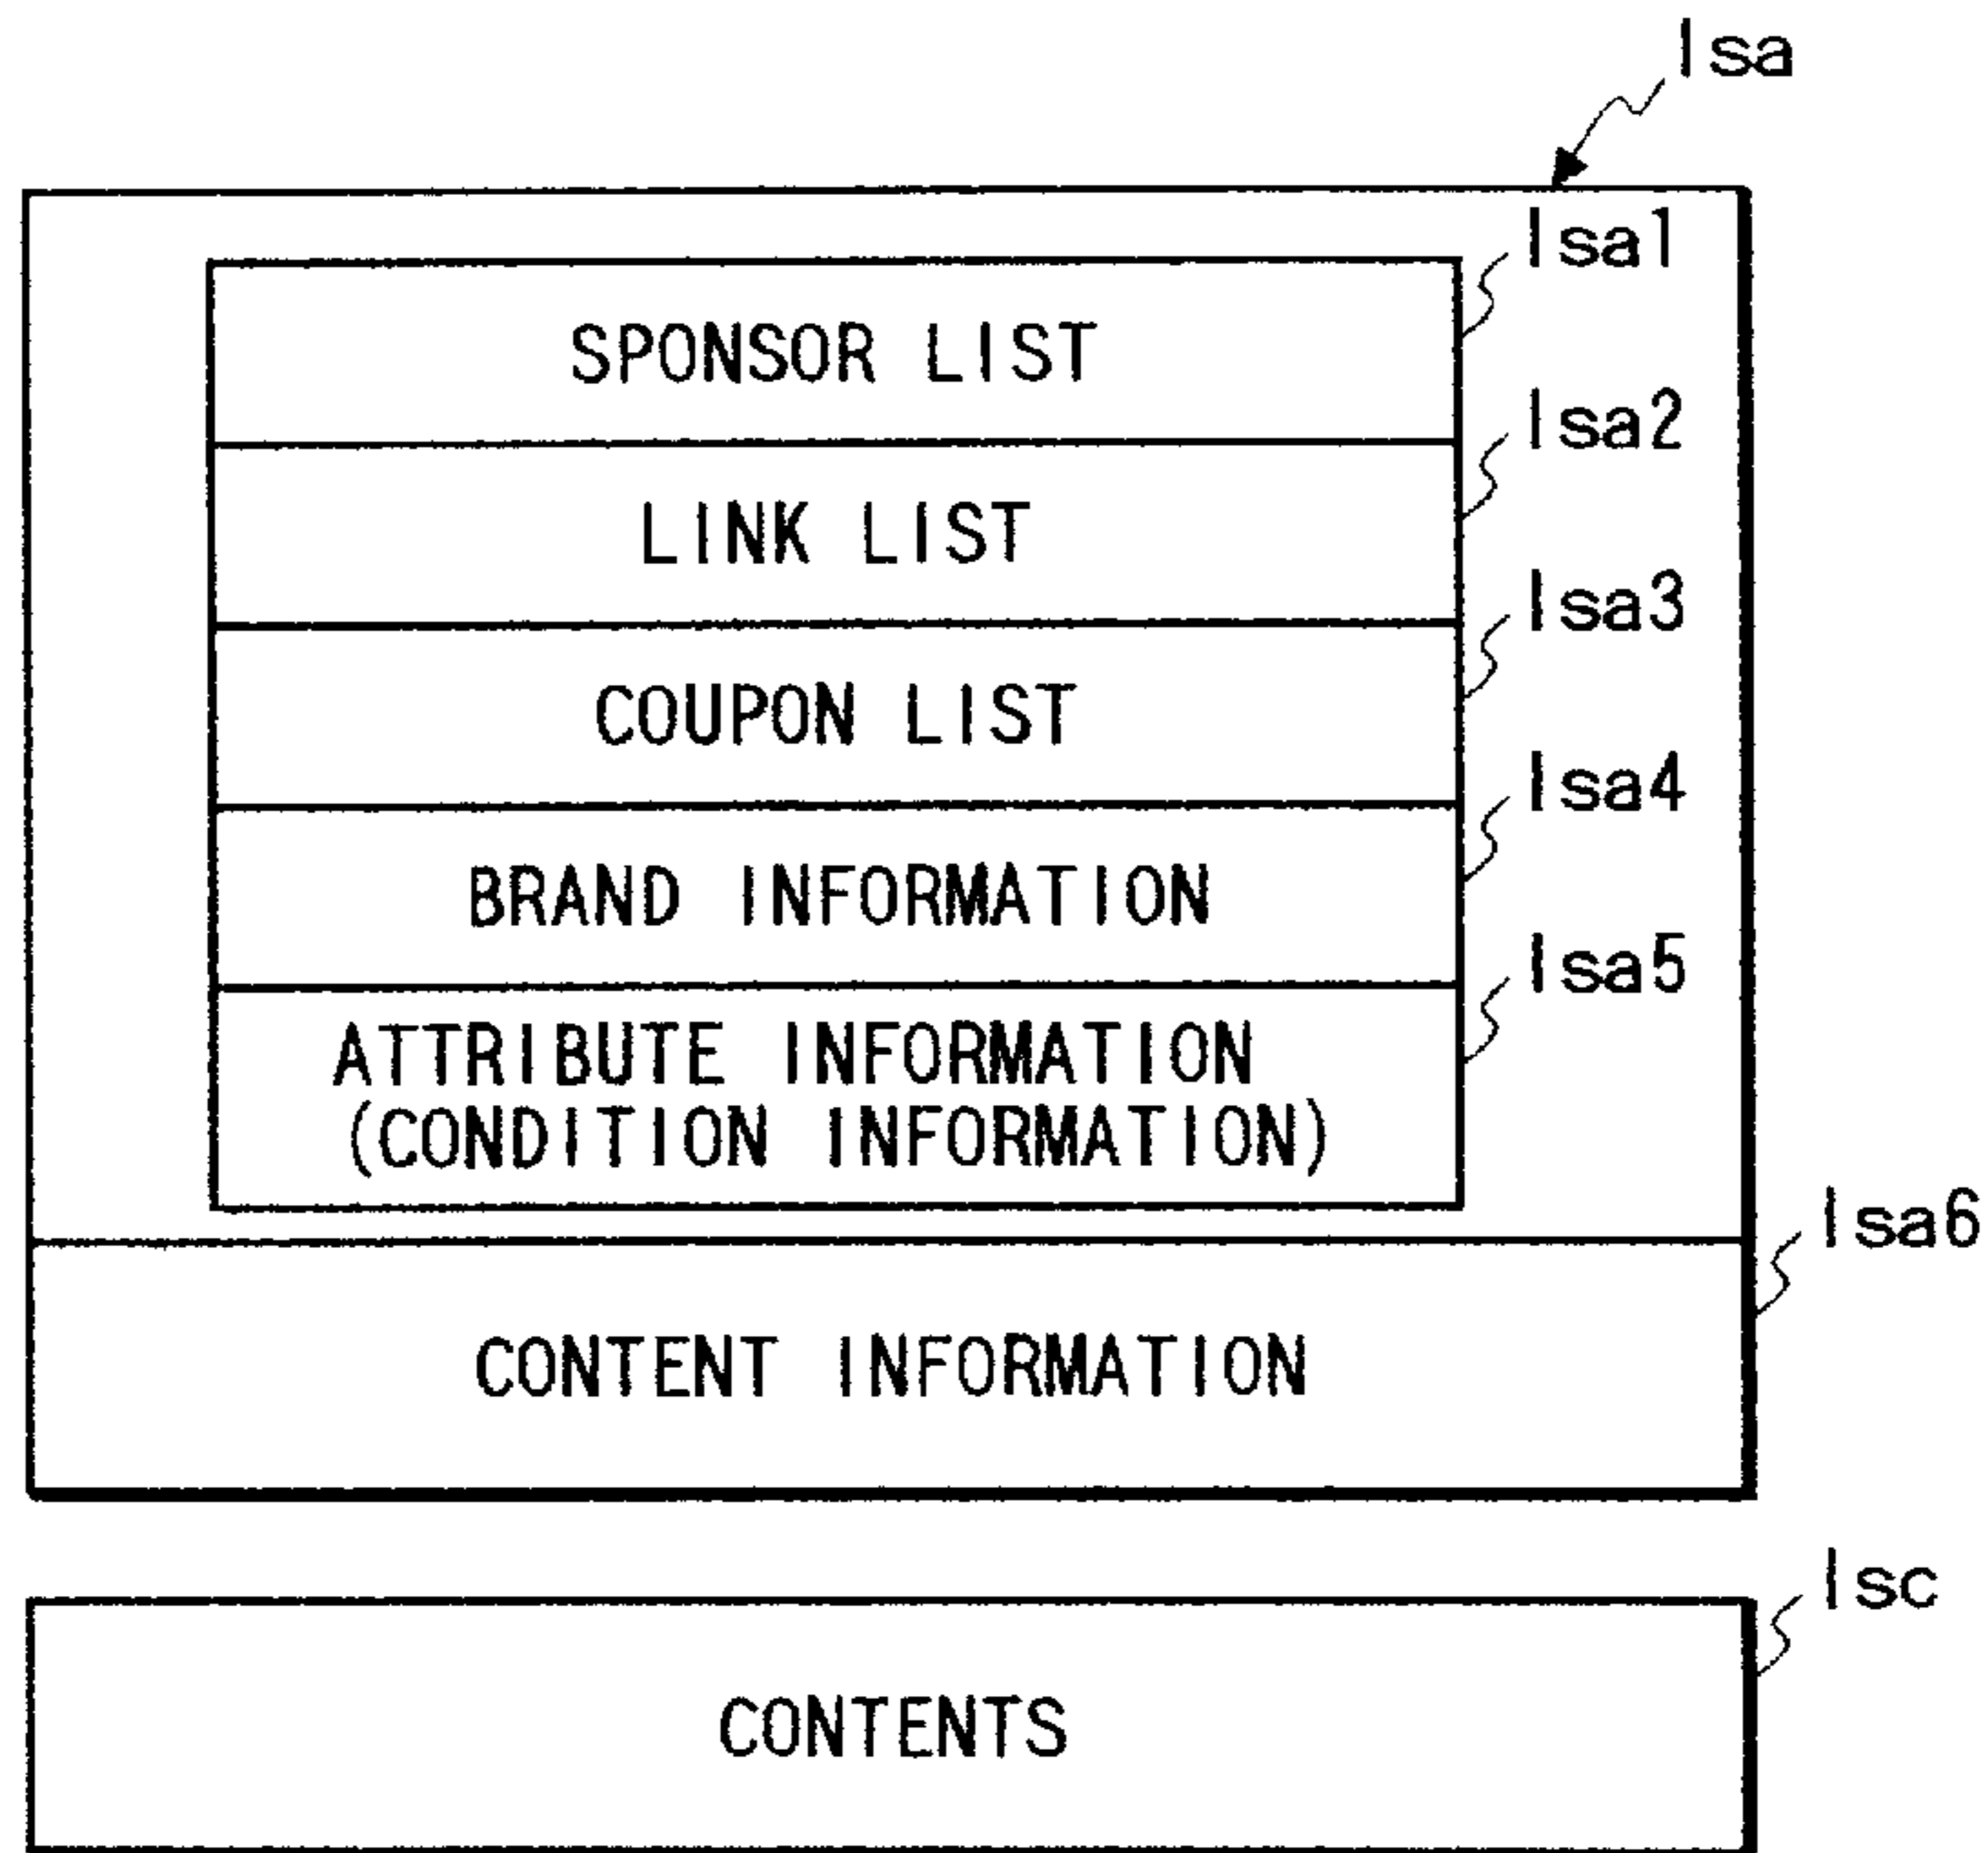 Isa
Isa1
SPONSOR LIST
Isa2
LINK LIST
Isa3
COUPON LIST
Isa4
BRAND INFORMATION
Isa5
ATTRIBUTE INFORMATION
(CONDITION INFORMATION)
Isa6
CONTENT INFORMATION
Isc
CONTENTS